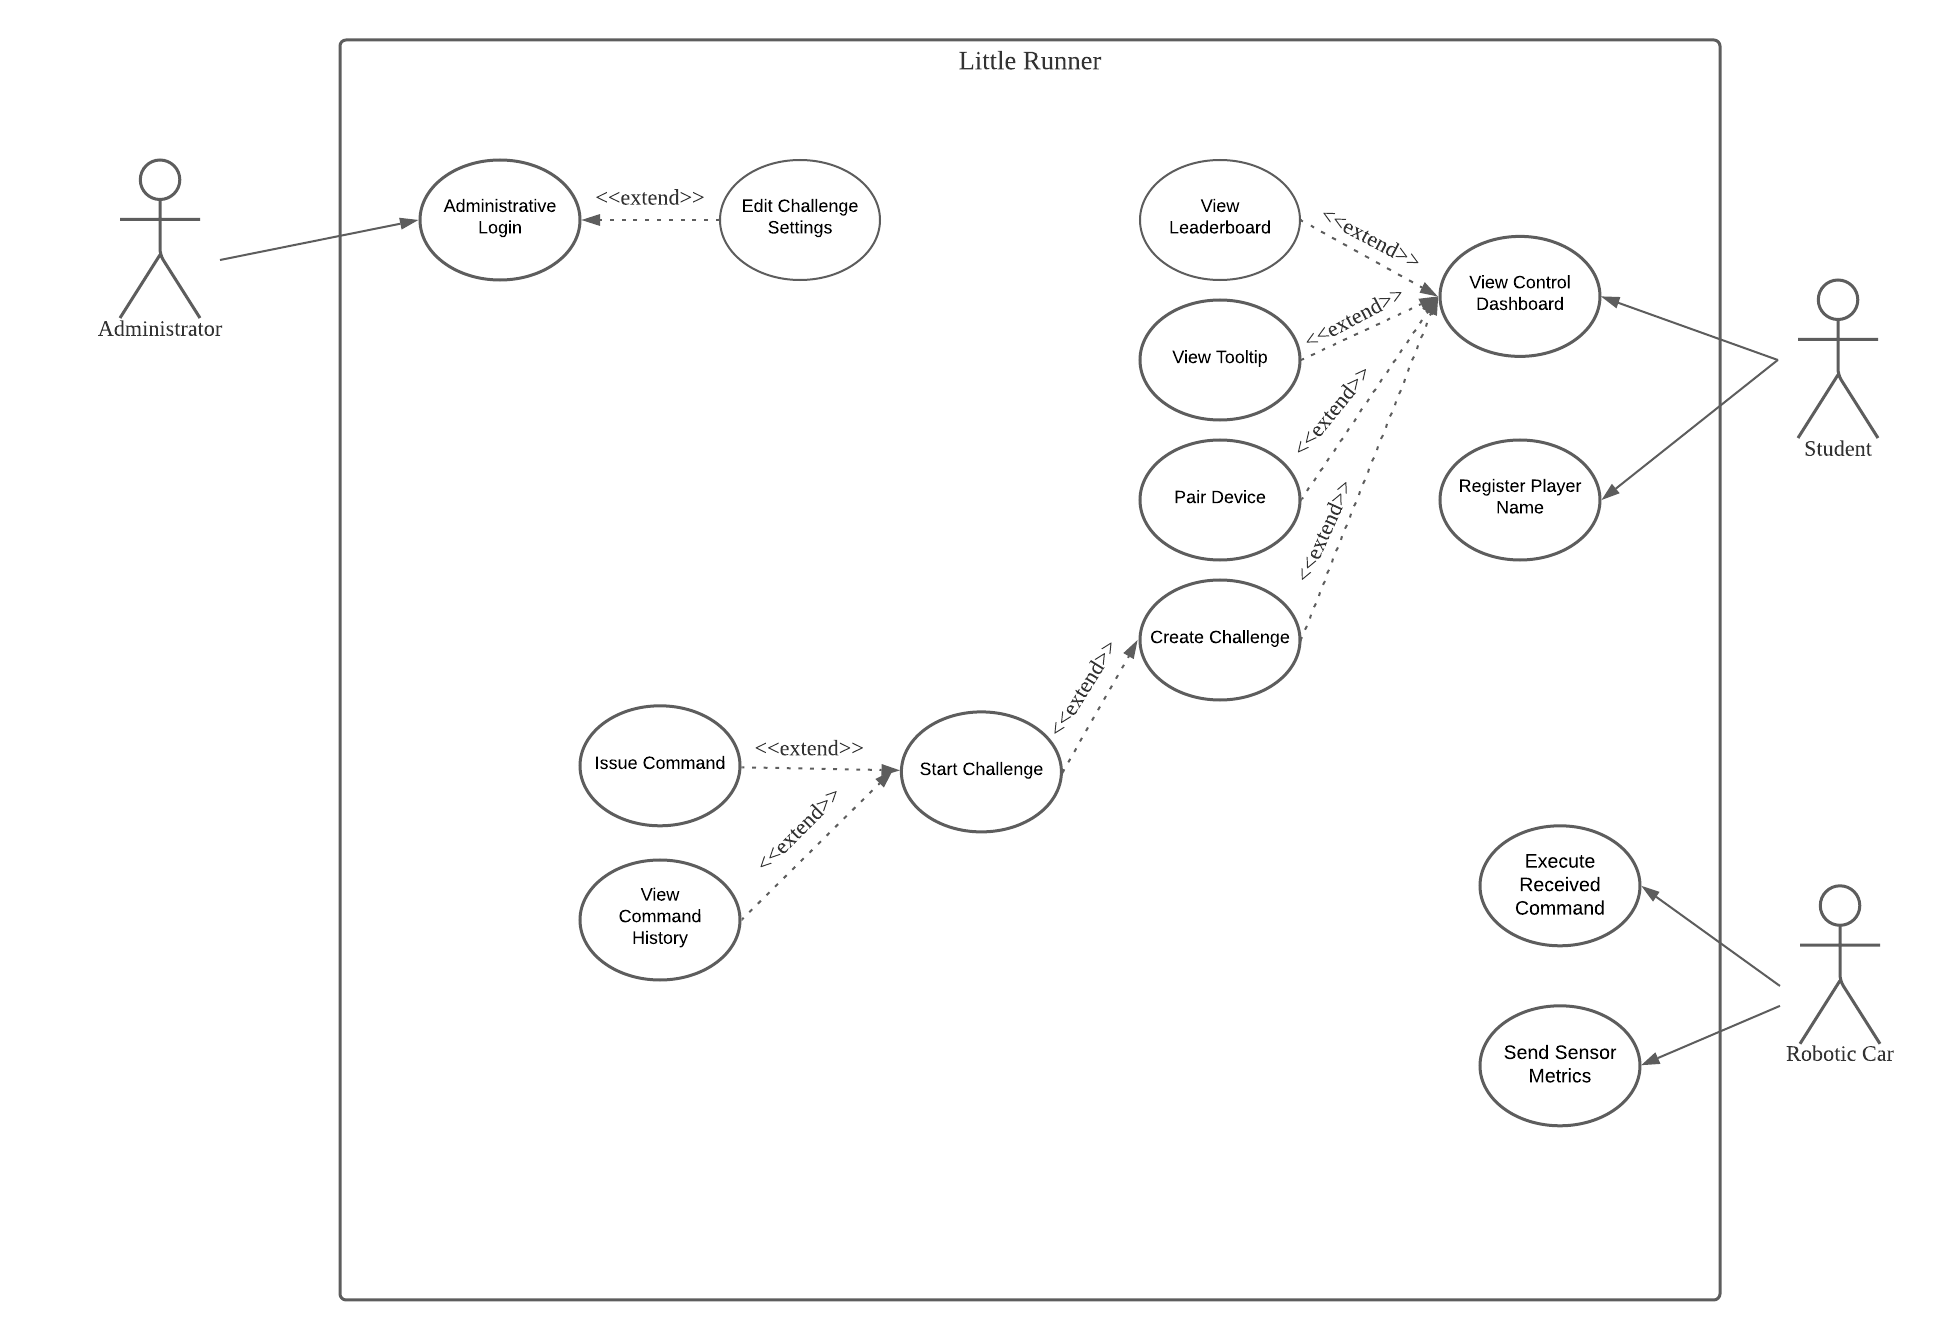 Little Runner
Administrator
Administrative
Login
<<extend>>
Edit Challenge
Settings
View
Leaderboard
<<extend>>
View Control
Dashboard
<<extend>>
View Tooltip
<<extend>>
Student
Pair Device
Register Player
Name
<<extend>>
Create Challenge
<<extend>>
Issue Command
<<extend>>
Start Challenge
<<extend>>
View
Command
History
Execute
Received
Command
Send Sensor
Metrics
Robotic Car